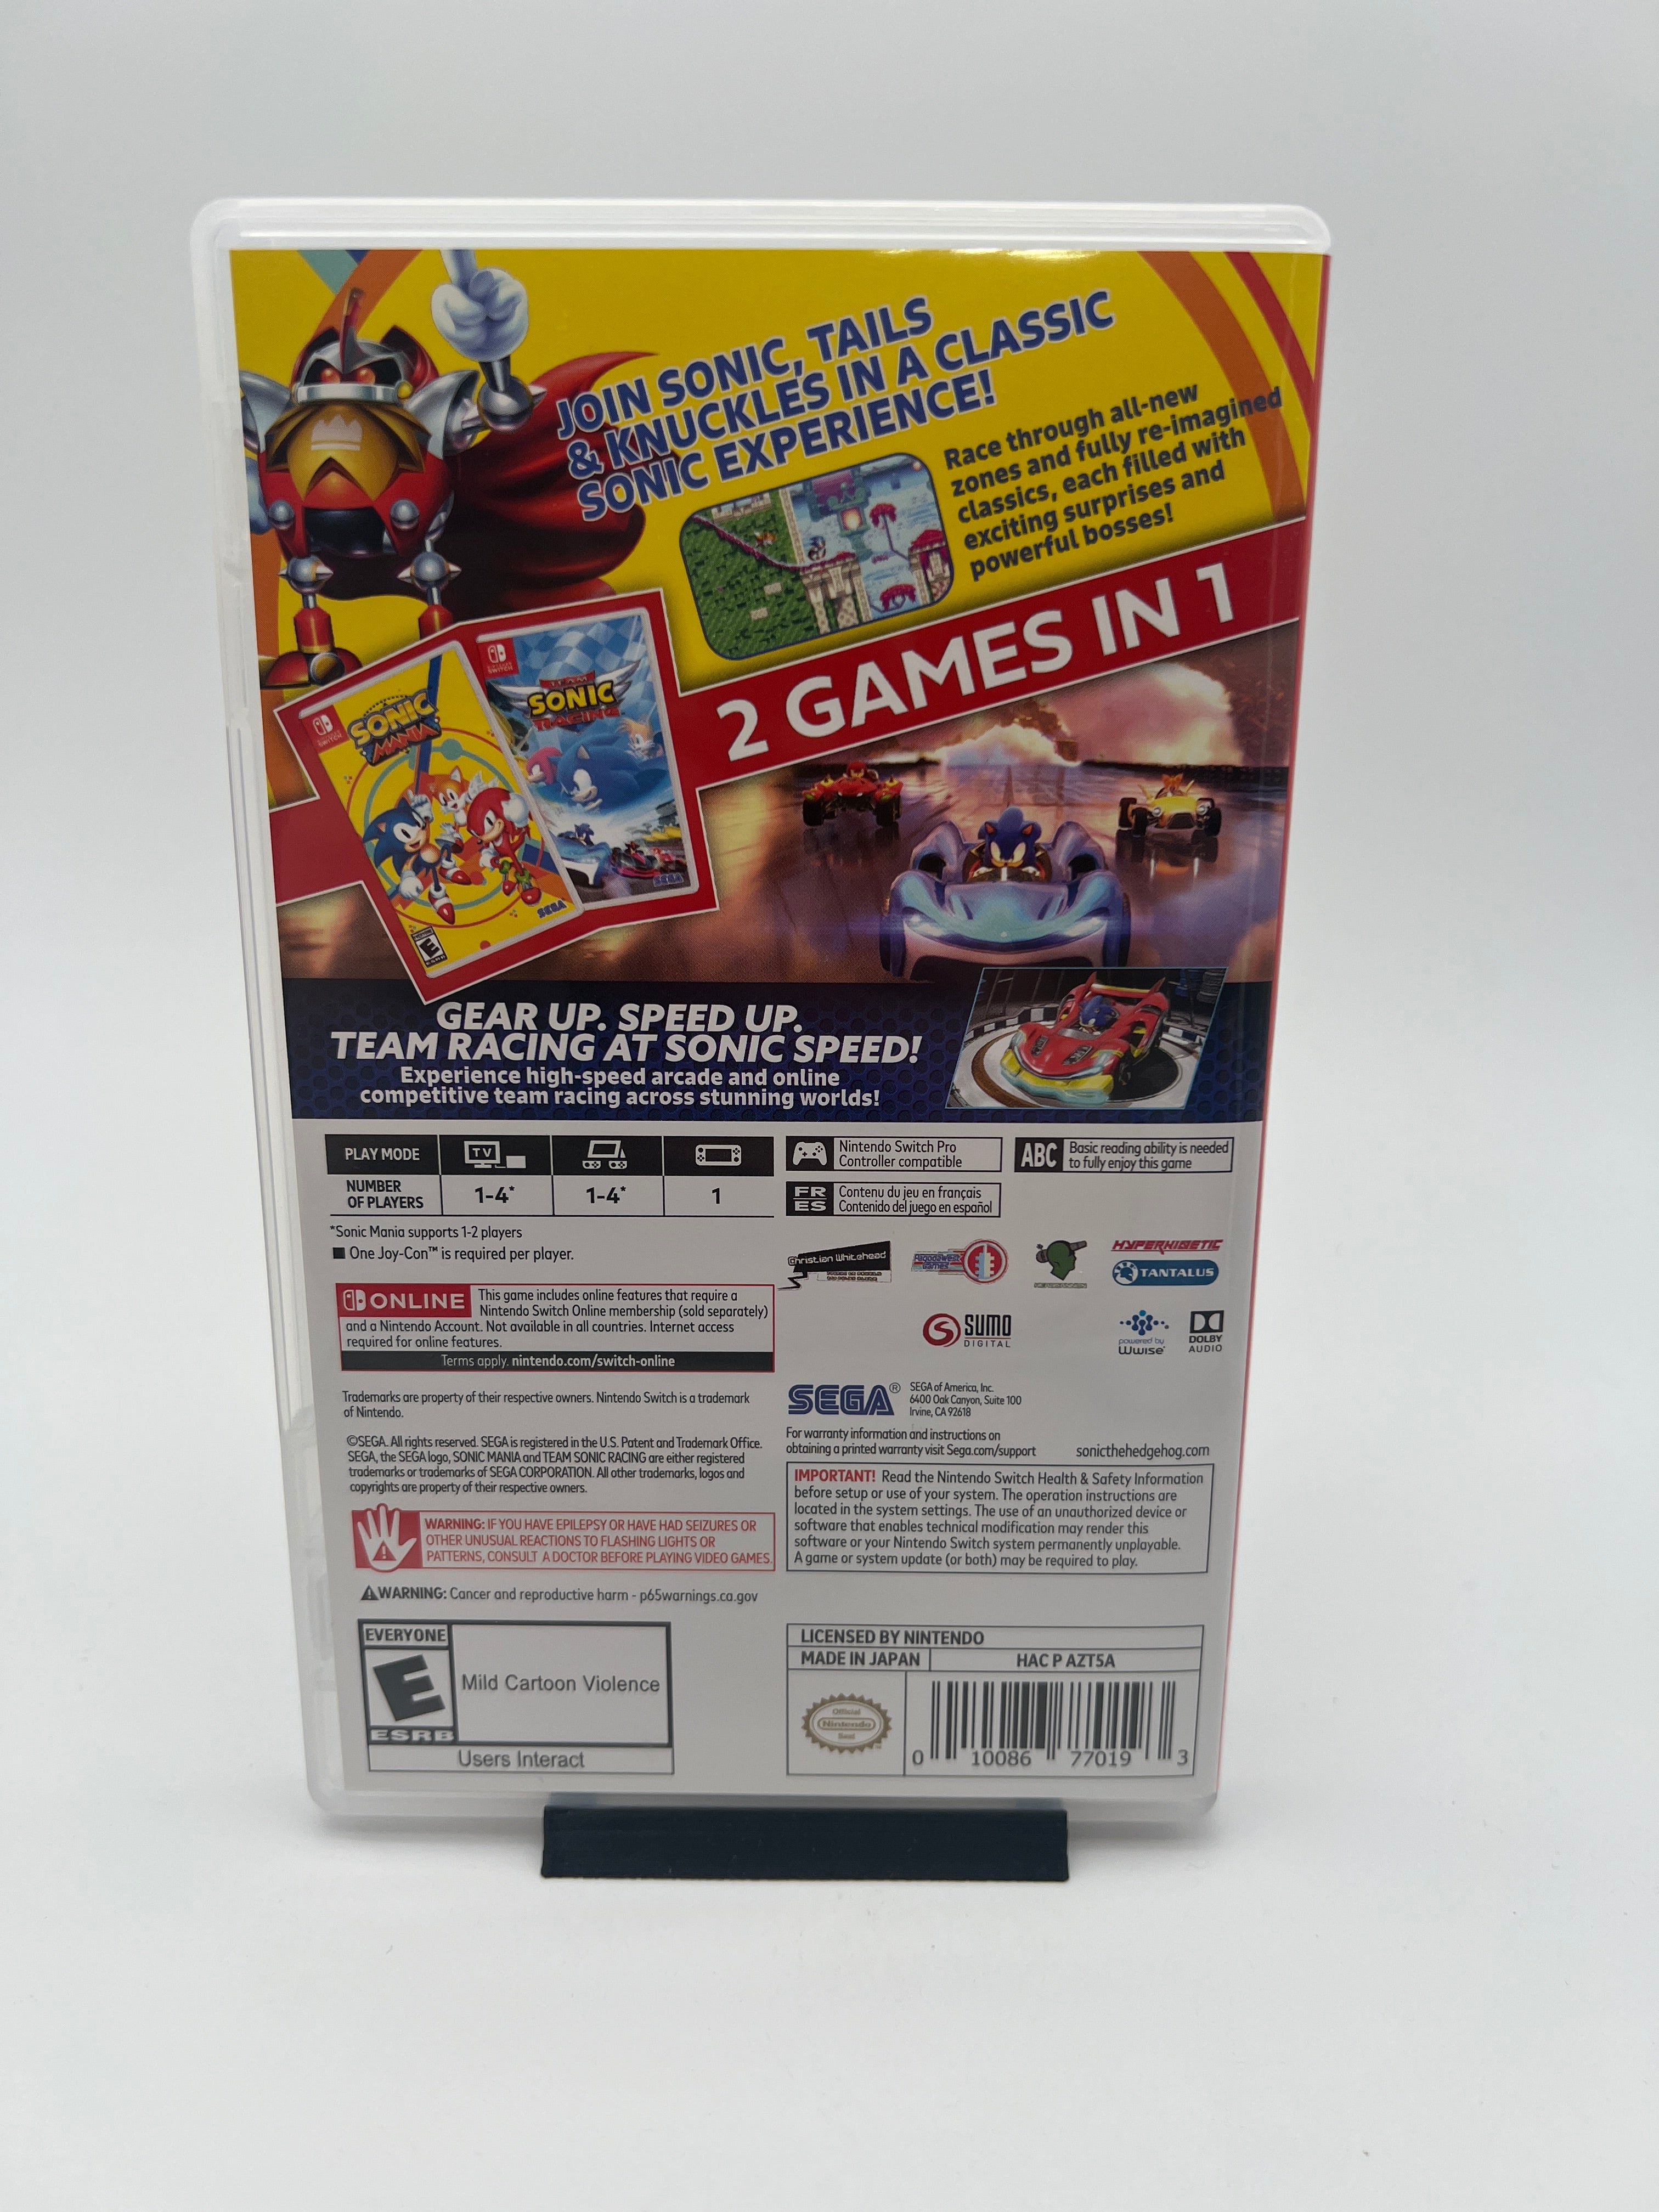 JOIN SONIC, TAILS
& KNUCKLES IN A CLASSIC
SONIC EXPERIENCE!
Race through all-new
zones and fully re-imagined
classics, each filled with
exciting surprises and
powerful bosses!
2 GAMES IN 1
SONIC
MANIA
SEGA
E
ESRB
TEAM
SONIC
RACING
SEGA
GEAR UP. SPEED UP.
TEAM RACING AT SONIC SPEED!
Experience high-speed arcade and online
competitive team racing across stunning worlds!
PLAY MODE
TV
NUMBER
OF PLAYERS
1-4*
1-4*
1
*Sonic Mania supports 1-2 players
■ One Joy-Con™ is required per player.
Nintendo Switch Pro
Controller compatible
ABC
Basic reading ability is needed
to fully enjoy this game
FR
ES
Contenu du jeu en français
Contenido del juego en español
Christian Whitehead
HYPERKINETIC
TANTALUS
SUMO
DIGITAL
powered by
Wwise
DOLBY
AUDIO
ONLINE
This game includes online features that require a
Nintendo Switch Online membership (sold separately)
and a Nintendo Account. Not available in all countries. Internet access
required for online features.
Terms apply. nintendo.com/switch-online
Trademarks are property of their respective owners. Nintendo Switch is a trademark
of Nintendo.
©SEGA. All rights reserved. SEGA is registered in the U.S. Patent and Trademark Office.
SEGA, the SEGA logo, SONIC MANIA and TEAM SONIC RACING are either registered
trademarks or trademarks of SEGA CORPORATION. All other trademarks, logos and
copyrights are property of their respective owners.
SEGA®
SEGA of America, Inc.
6400 Oak Canyon, Suite 100
Irvine, CA 92618
For warranty information and instructions on
obtaining a printed warranty visit Sega.com/support
sonicthehedgehog.com
IMPORTANT! Read the Nintendo Switch Health & Safety Information
before setup or use of your system. The operation instructions are
located in the system settings. The use of an unauthorized device or
software that enables technical modification may render this
software or your Nintendo Switch system permanently unplayable.
A game or system update (or both) may be required to play.
WARNING: IF YOU HAVE EPILEPSY OR HAVE HAD SEIZURES OR
OTHER UNUSUAL REACTIONS TO FLASHING LIGHTS OR
PATTERNS, CONSULT A DOCTOR BEFORE PLAYING VIDEO GAMES.
WARNING: Cancer and reproductive harm - p65warnings.ca.gov
EVERYONE
E
ESRB
Mild Cartoon Violence
Users Interact
LICENSED BY NINTENDO
MADE IN JAPAN
HAC P AZT5A
Official
Nintendo
Seal
0 10086 77019 3